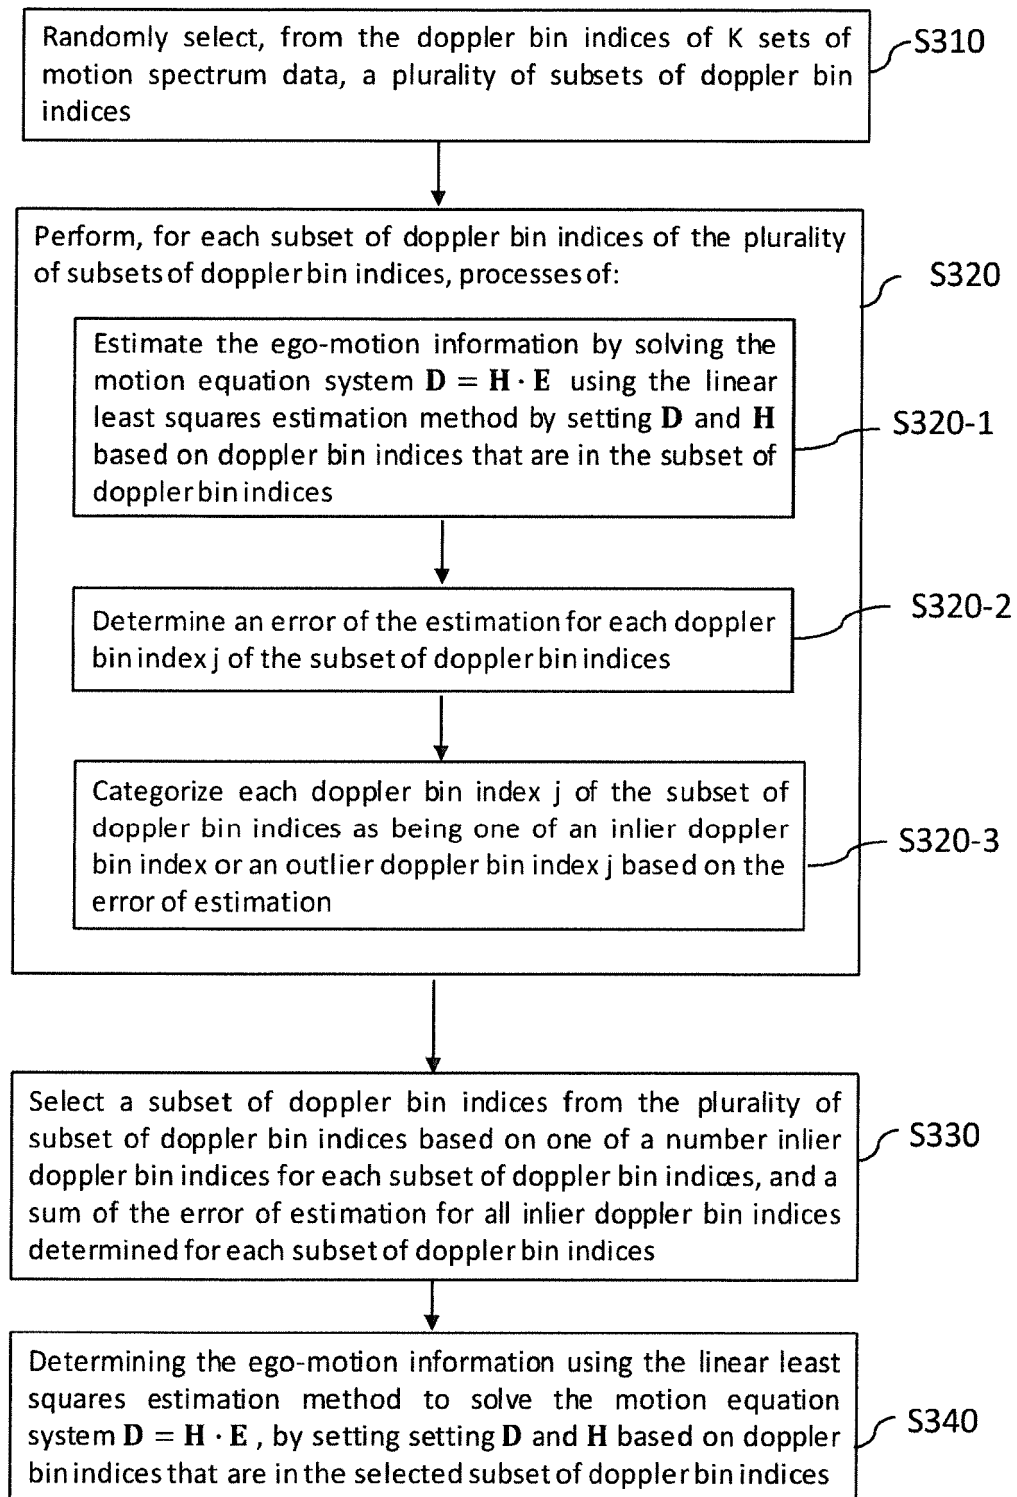 Randomly select, from the doppler bin indices of K sets of
motion spectrum data, a plurality of subsets of doppler bin
indices
S310
Perform, for each subset of doppler bin indices of the plurality
of subsets of doppler bin indices, processes of:
S320
Estimate the ego-motion information by solving the
motion equation system D = H · E using the linear
least squares estimation method by setting D and H
based on doppler bin indices that are in the subset of
doppler bin indices
S320-1
Determine an error of the estimation for each doppler
bin index j of the subset of doppler bin indices
S320-2
Categorize each doppler bin index j of the subset of
doppler bin indices as being one of an inlier doppler
bin index or an outlier doppler bin index j based on the
error of estimation
S320-3
Select a subset of doppler bin indices from the plurality of
subset of doppler bin indices based on one of a number inlier
doppler bin indices for each subset of doppler bin indices, and a
sum of the error of estimation for all inlier doppler bin indices
determined for each subset of doppler bin indices
S330
Determining the ego-motion information using the linear least
squares estimation method to solve the motion equation
system D = H · E , by setting setting D and H based on doppler
bin indices that are in the selected subset of doppler bin indices
S340